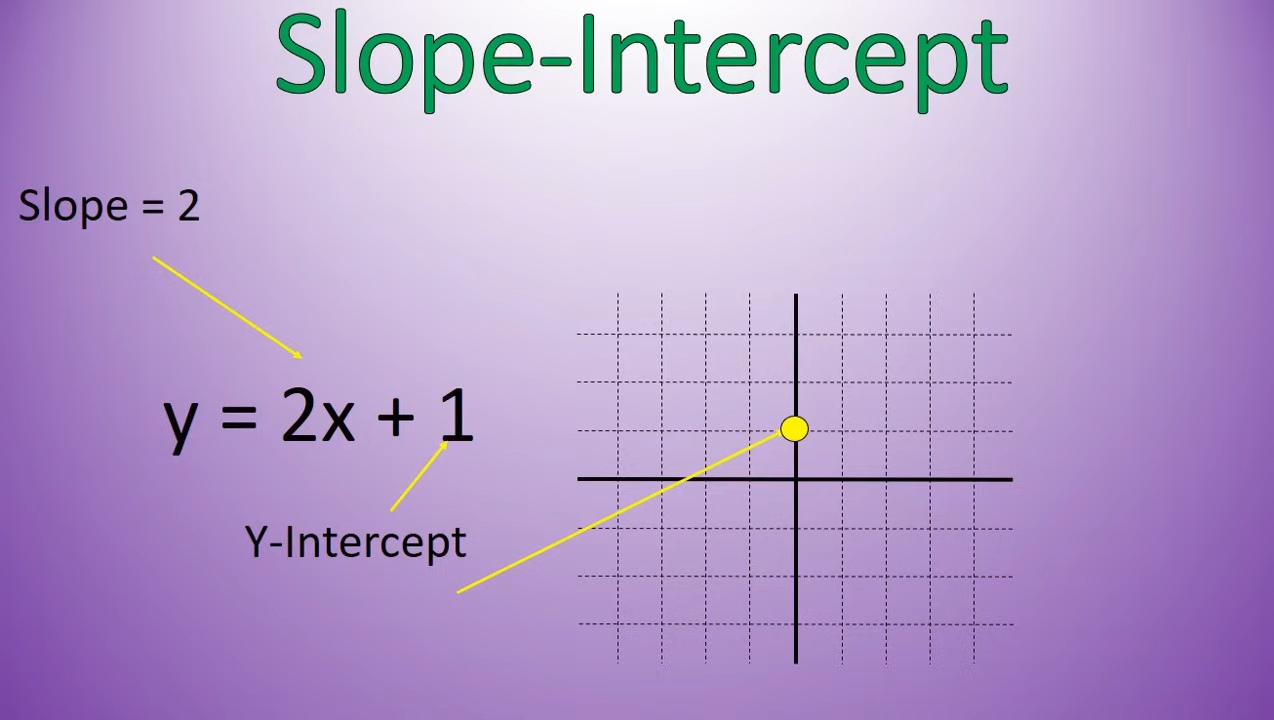 Slope-Intercept
Slope = 2
y = 2x + 1
Y-Intercept